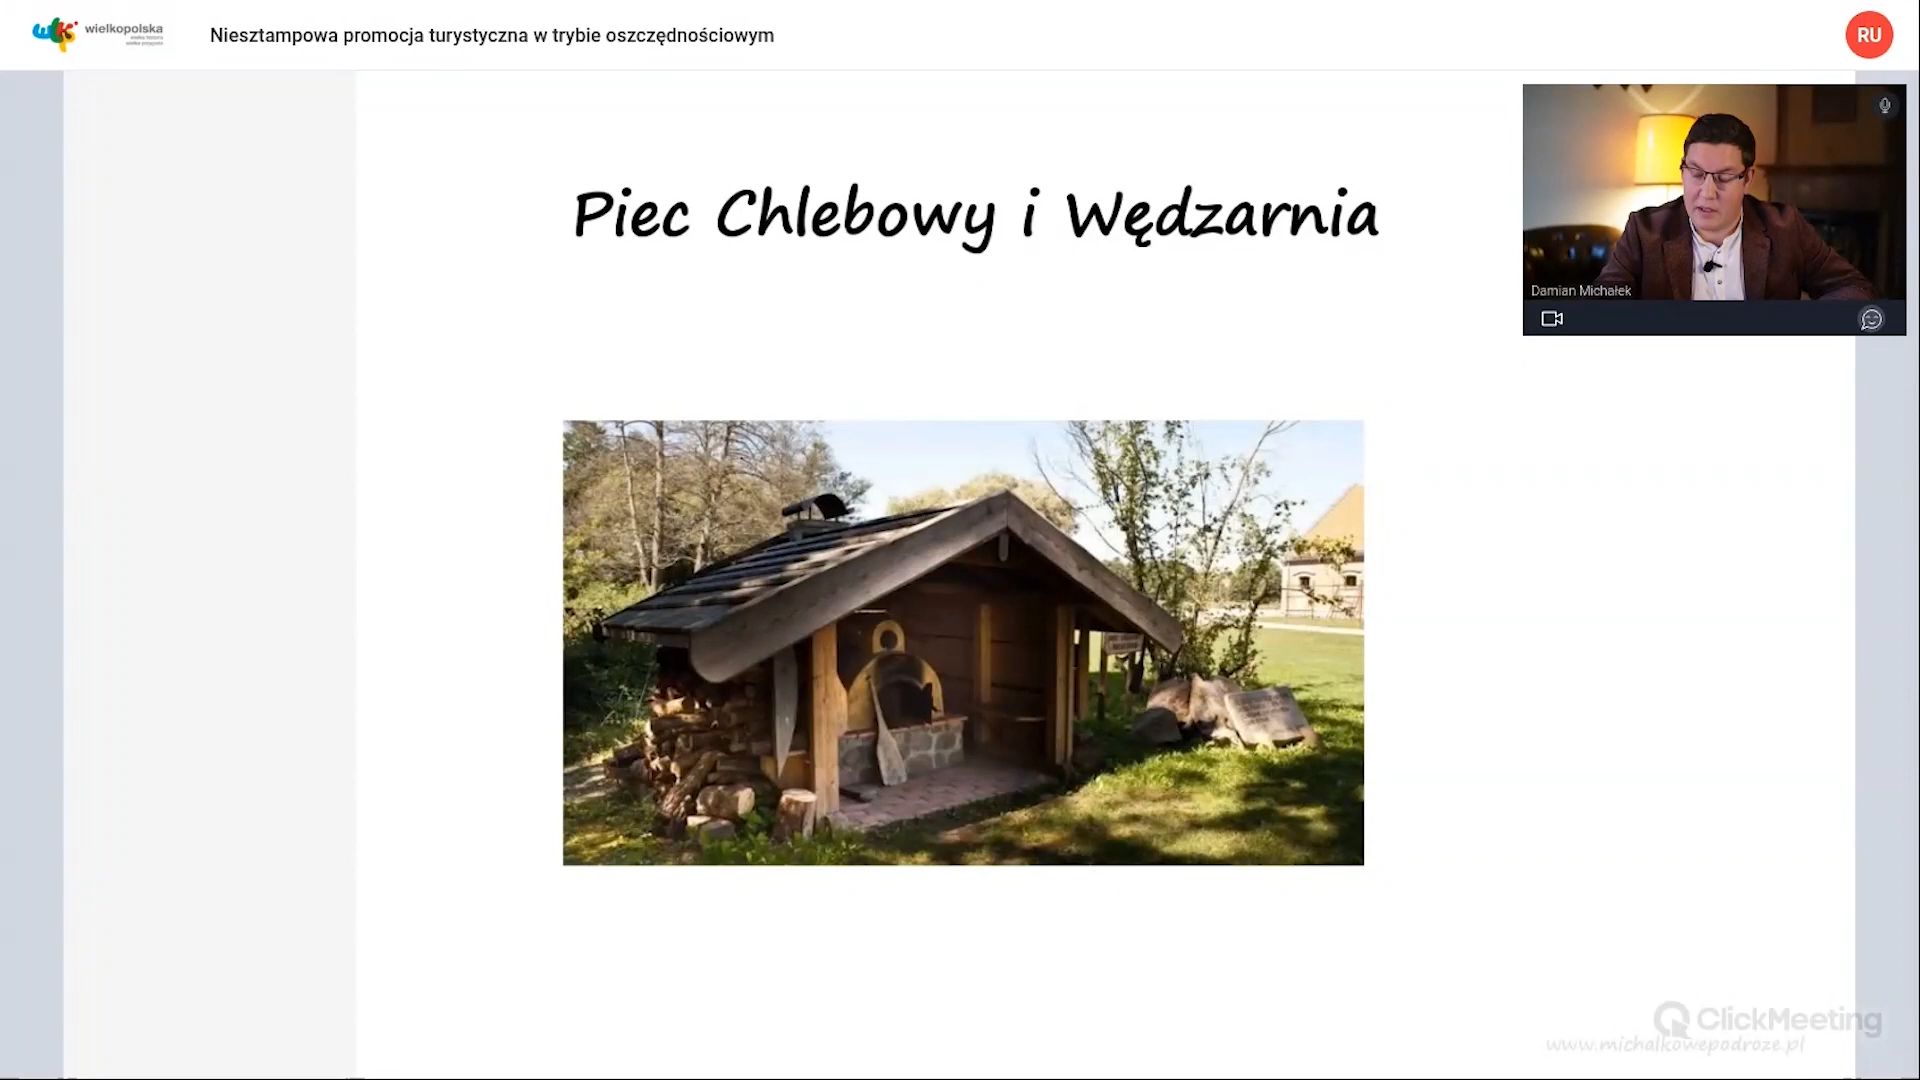 wielkopolska
Niesztampowa promocja turystyczna w trybie oszczędnościowym
RU
Piec Chlebowy i Wędzarnia
Damian Michałek
ClickMeeting
www.michalkowepodroze.pl